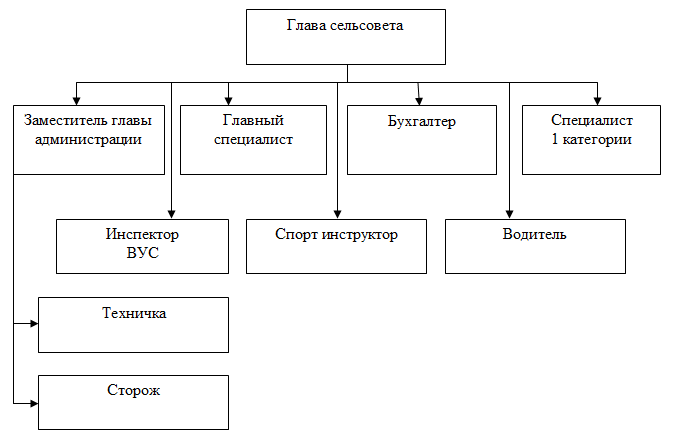 Глава сельсовета
Заместитель главы
администрации
Главный
специалист
Бухгалтер
Специалист
1 категории
Инспектор
ВУС
Спорт инструктор
Водитель
Техничка
Сторож